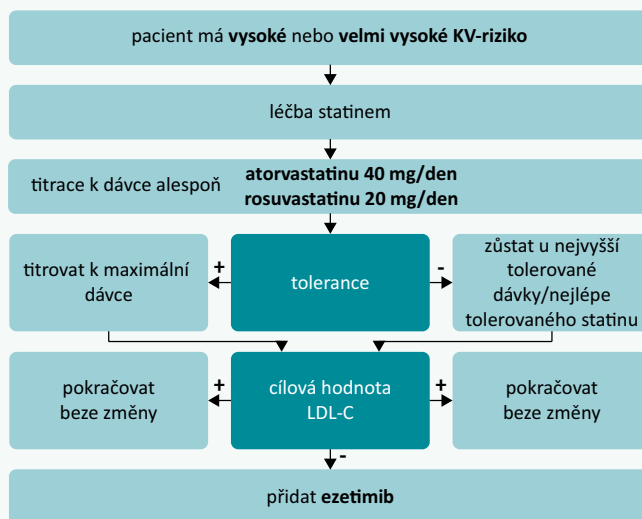 pacient má vysoké nebo velmi vysoké KV-riziko
léčba statinem
titrace k dávce alespoň
atorvastatinu 40 mg/den
rosuvastatinu 20 mg/den
titrovat k maximální
dávce
+
tolerance
-
zůstat u nejvyšší
tolerované
dávky/nejlépe
tolerovaného statinu
pokračovat
beze změny
+
cílová hodnota
LDL-C
+
pokračovat
beze změny
-
přidat ezetimib